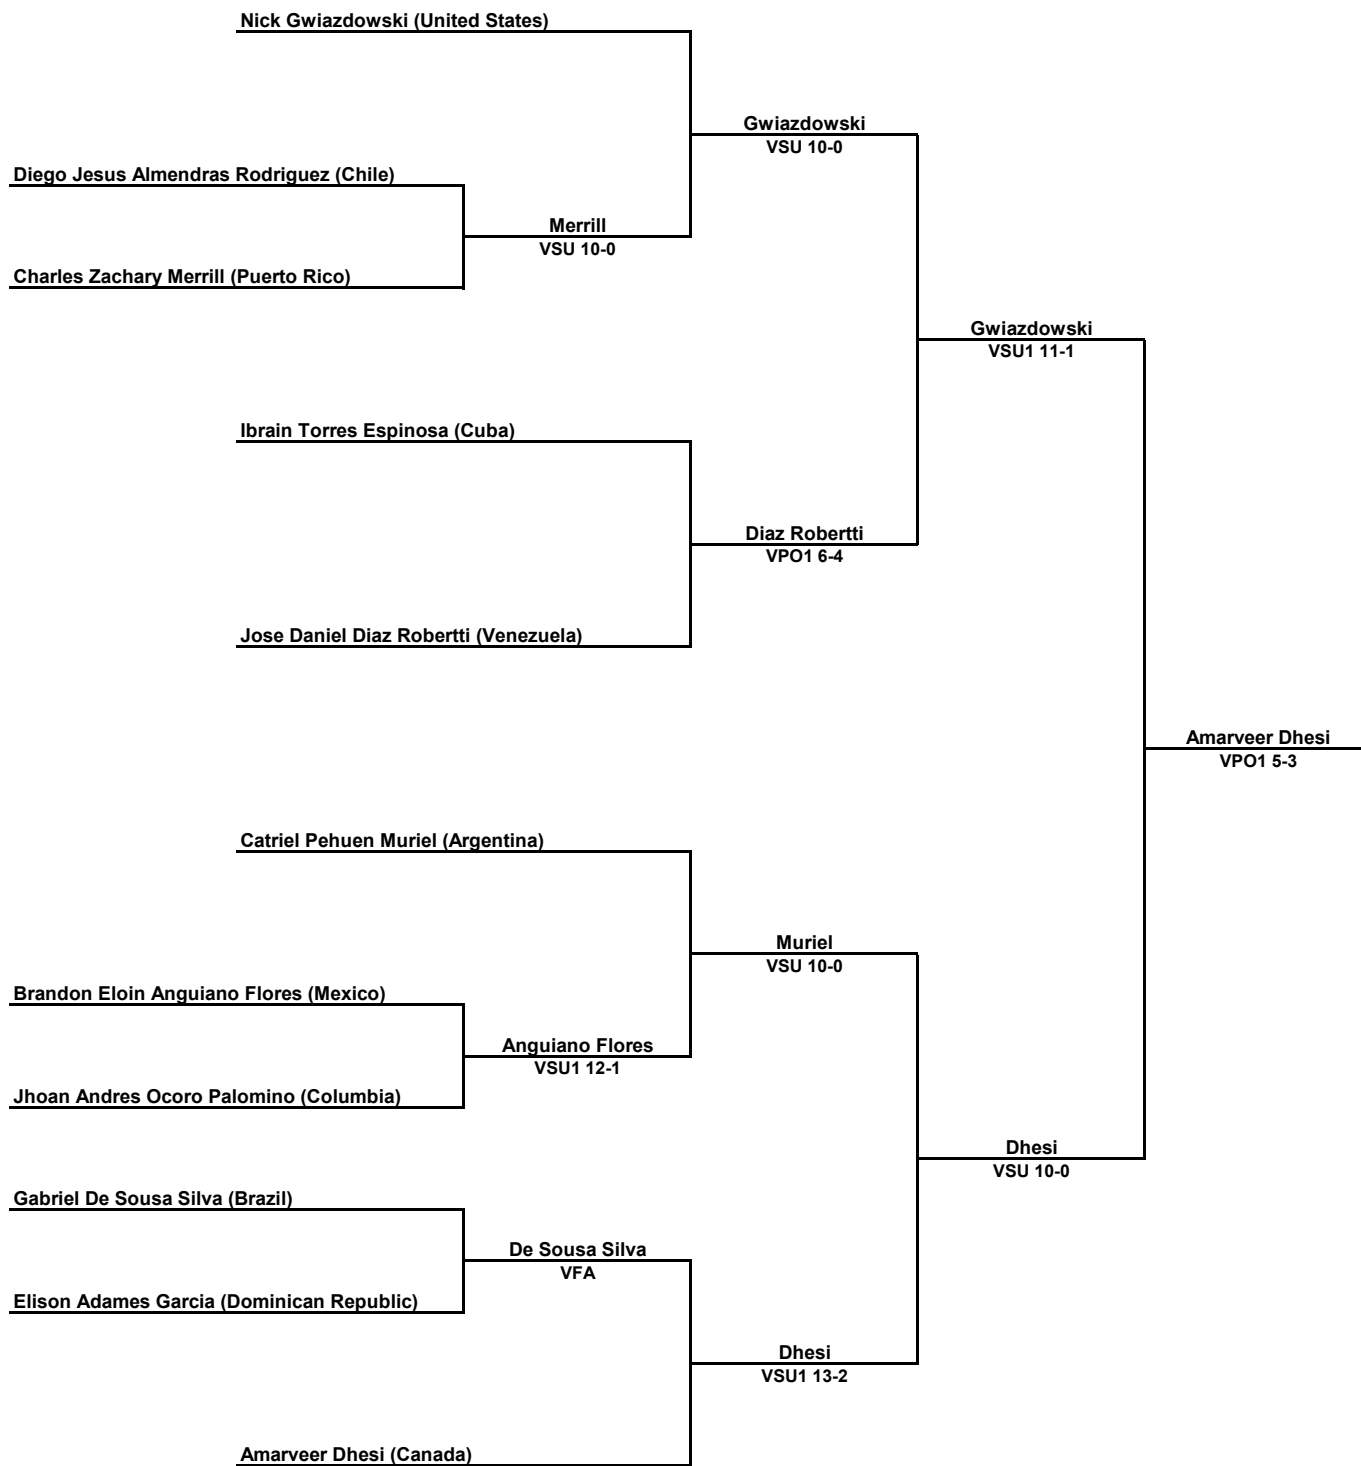 Nick Gwiazdowski (United States)
Gwiazdowski
VSU 10-0
Diego Jesus Almendras Rodriguez (Chile)
Merrill
VSU 10-0
Charles Zachary Merrill (Puerto Rico)
Gwiazdowski
VSU1 11-1
Ibrain Torres Espinosa (Cuba)
Diaz Robertti
VPO1 6-4
Jose Daniel Diaz Robertti (Venezuela)
Amarveer Dhesi
VPO1 5-3
Catriel Pehuen Muriel (Argentina)
Muriel
VSU 10-0
Brandon Eloin Anguiano Flores (Mexico)
Anguiano Flores
VSU1 12-1
Jhoan Andres Ocoro Palomino (Columbia)
Dhesi
VSU 10-0
Gabriel De Sousa Silva (Brazil)
De Sousa Silva
VFA
Elison Adames Garcia (Dominican Republic)
Dhesi
VSU1 13-2
Amarveer Dhesi (Canada)